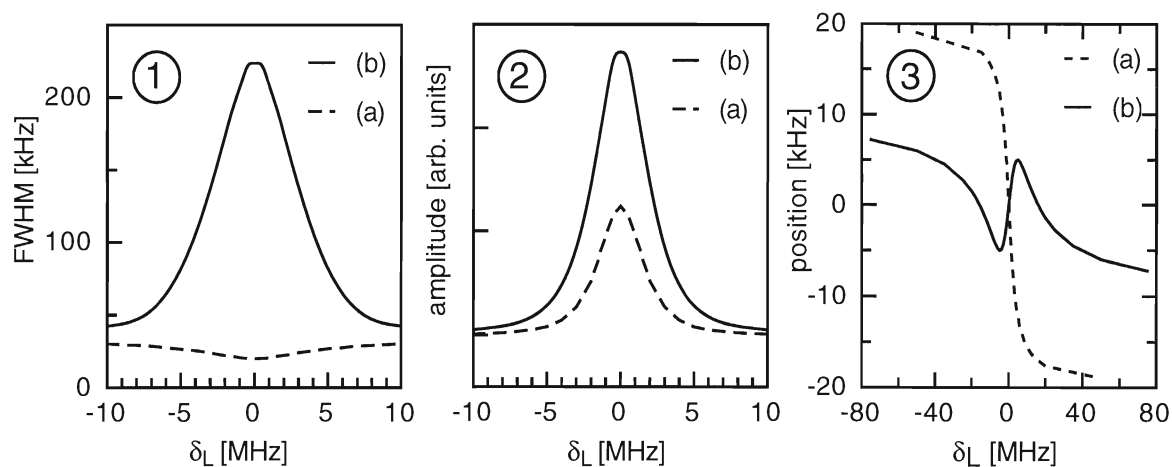 1
(b)
(a)
FWHM [kHz]
200
100
0
-10
-5
0
5
10
δL [MHz]
2
(b)
(a)
amplitude [arb. units]
-10
-5
0
5
10
δL [MHz]
3
(a)
(b)
position [kHz]
20
10
0
-10
-20
-80
-40
0
40
80
δL [MHz]